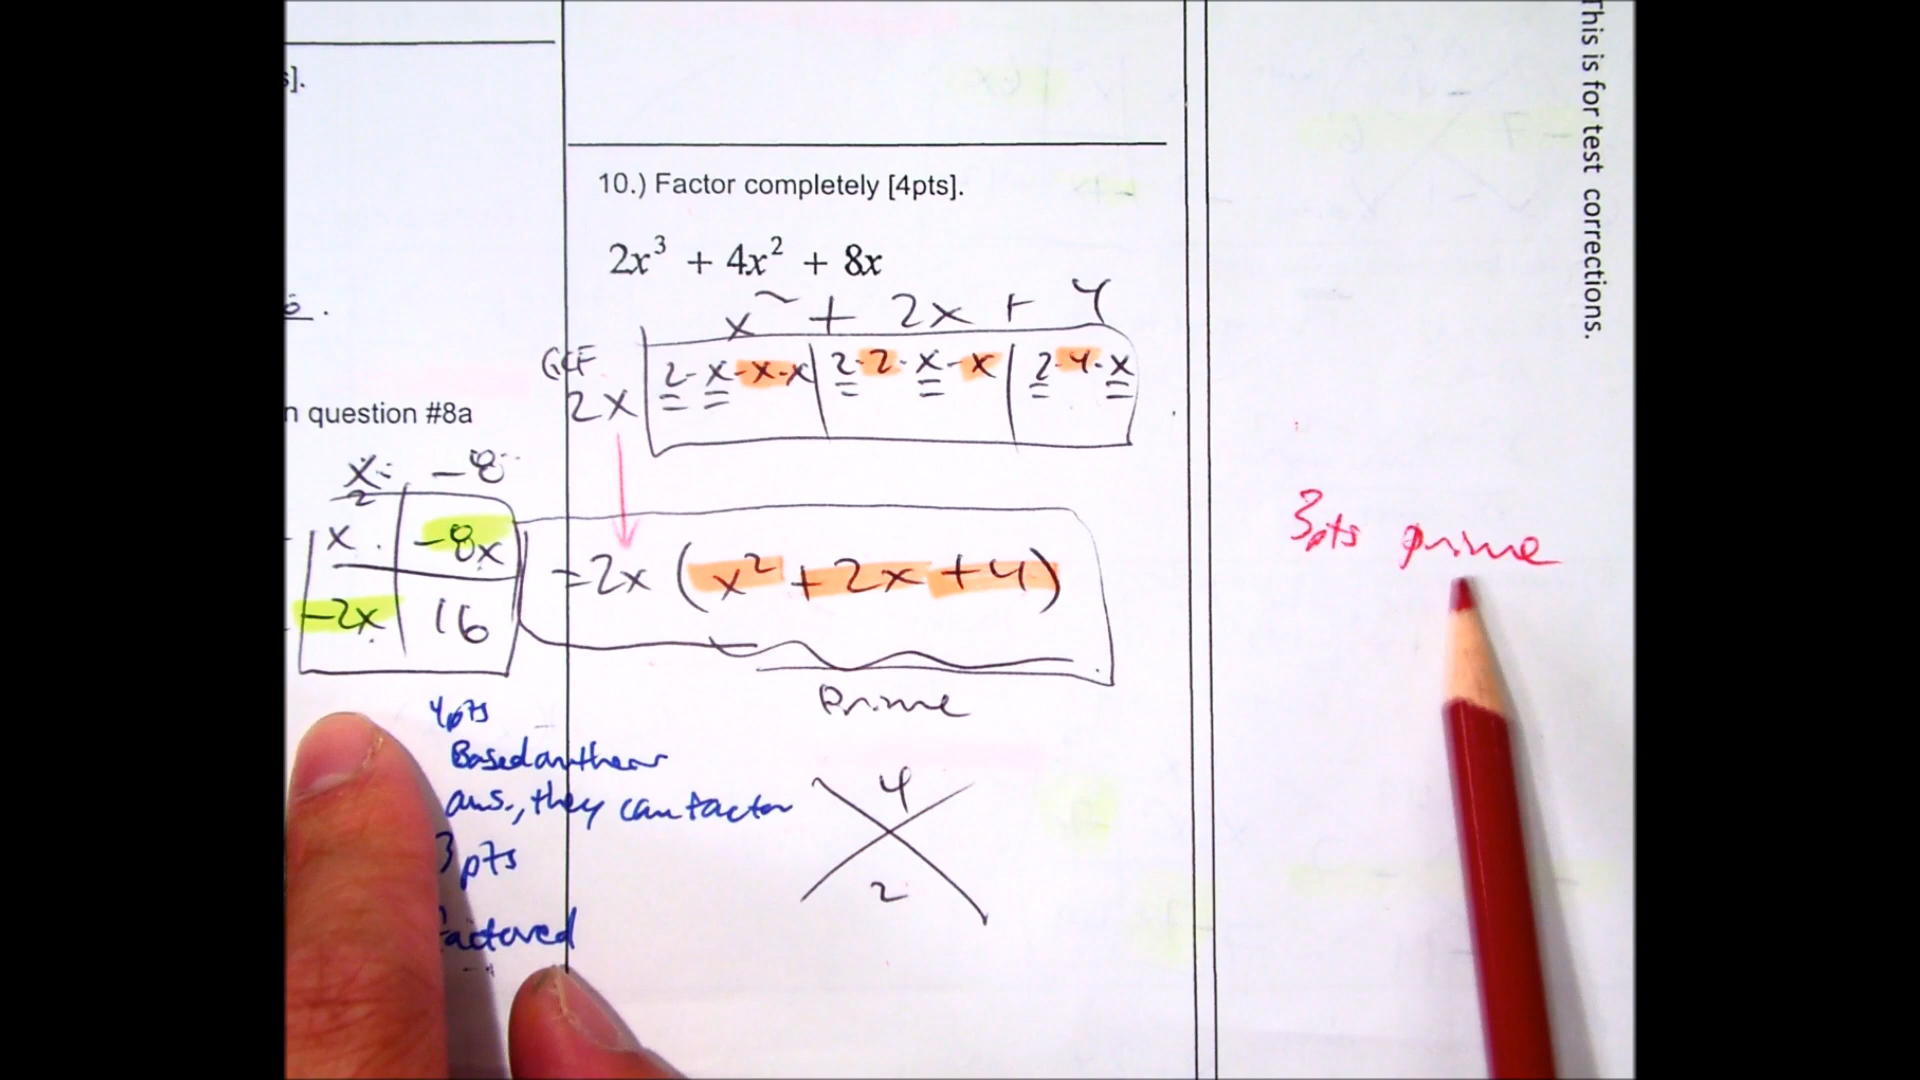 s].
6.
n question #8a
x - 8
2
x -8x
-2x 16
4pts
Based on their
ans., they can factor
3pts
factored
10.) Factor completely [4pts].
2x³ + 4x² + 8x
x² + 2x + 4
GCF
2x 2-x-x-x 2-2-x-x 2-4-x
=2x (x² +2x +4)
Prime
4
2
This is for test corrections.
3pts prime